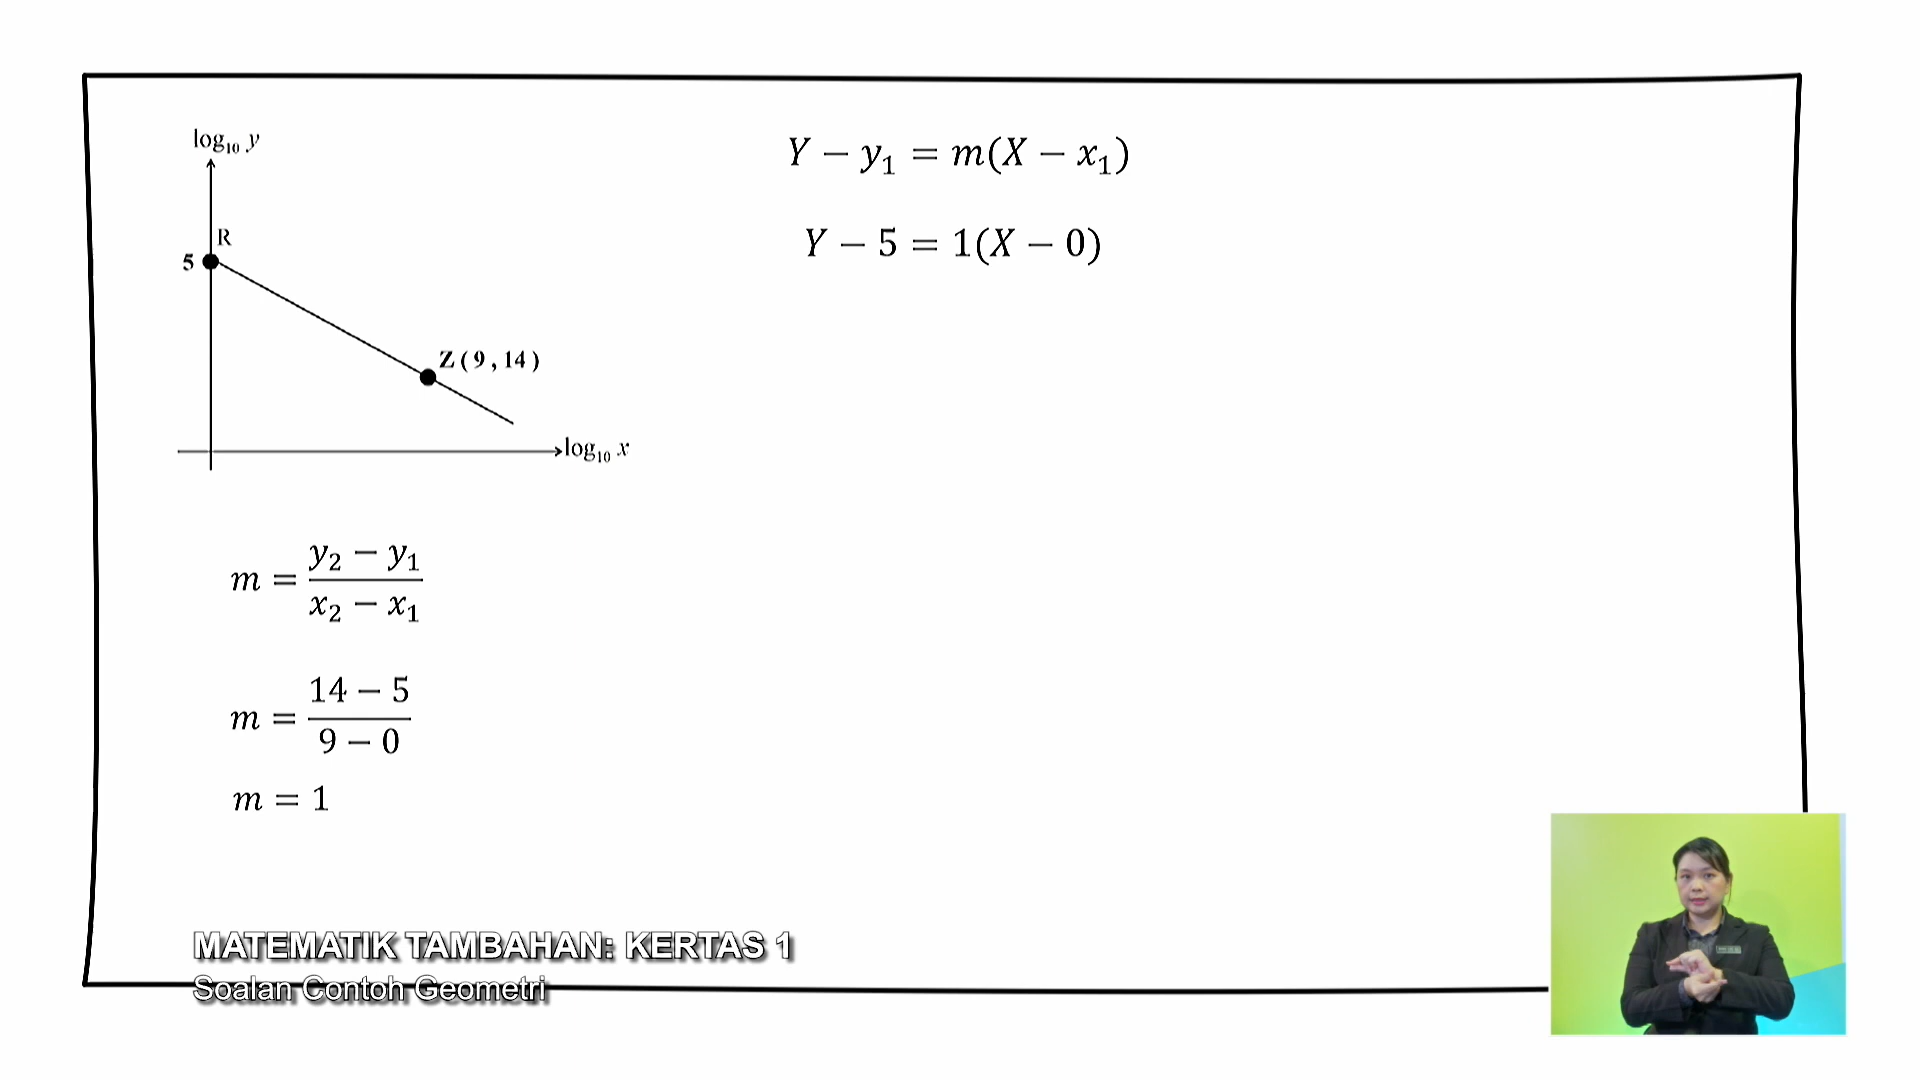 log₁₀ y
R
5
Z ( 9 , 14 )
log₁₀ x
m = (y₂ − y₁)/(x₂ − x₁)
m = (14 − 5)/(9 − 0)
m = 1
Y − y₁ = m(X − x₁)
Y − 5 = 1(X − 0)
MATEMATIK TAMBAHAN: KERTAS 1
Soalan Contoh Geometri